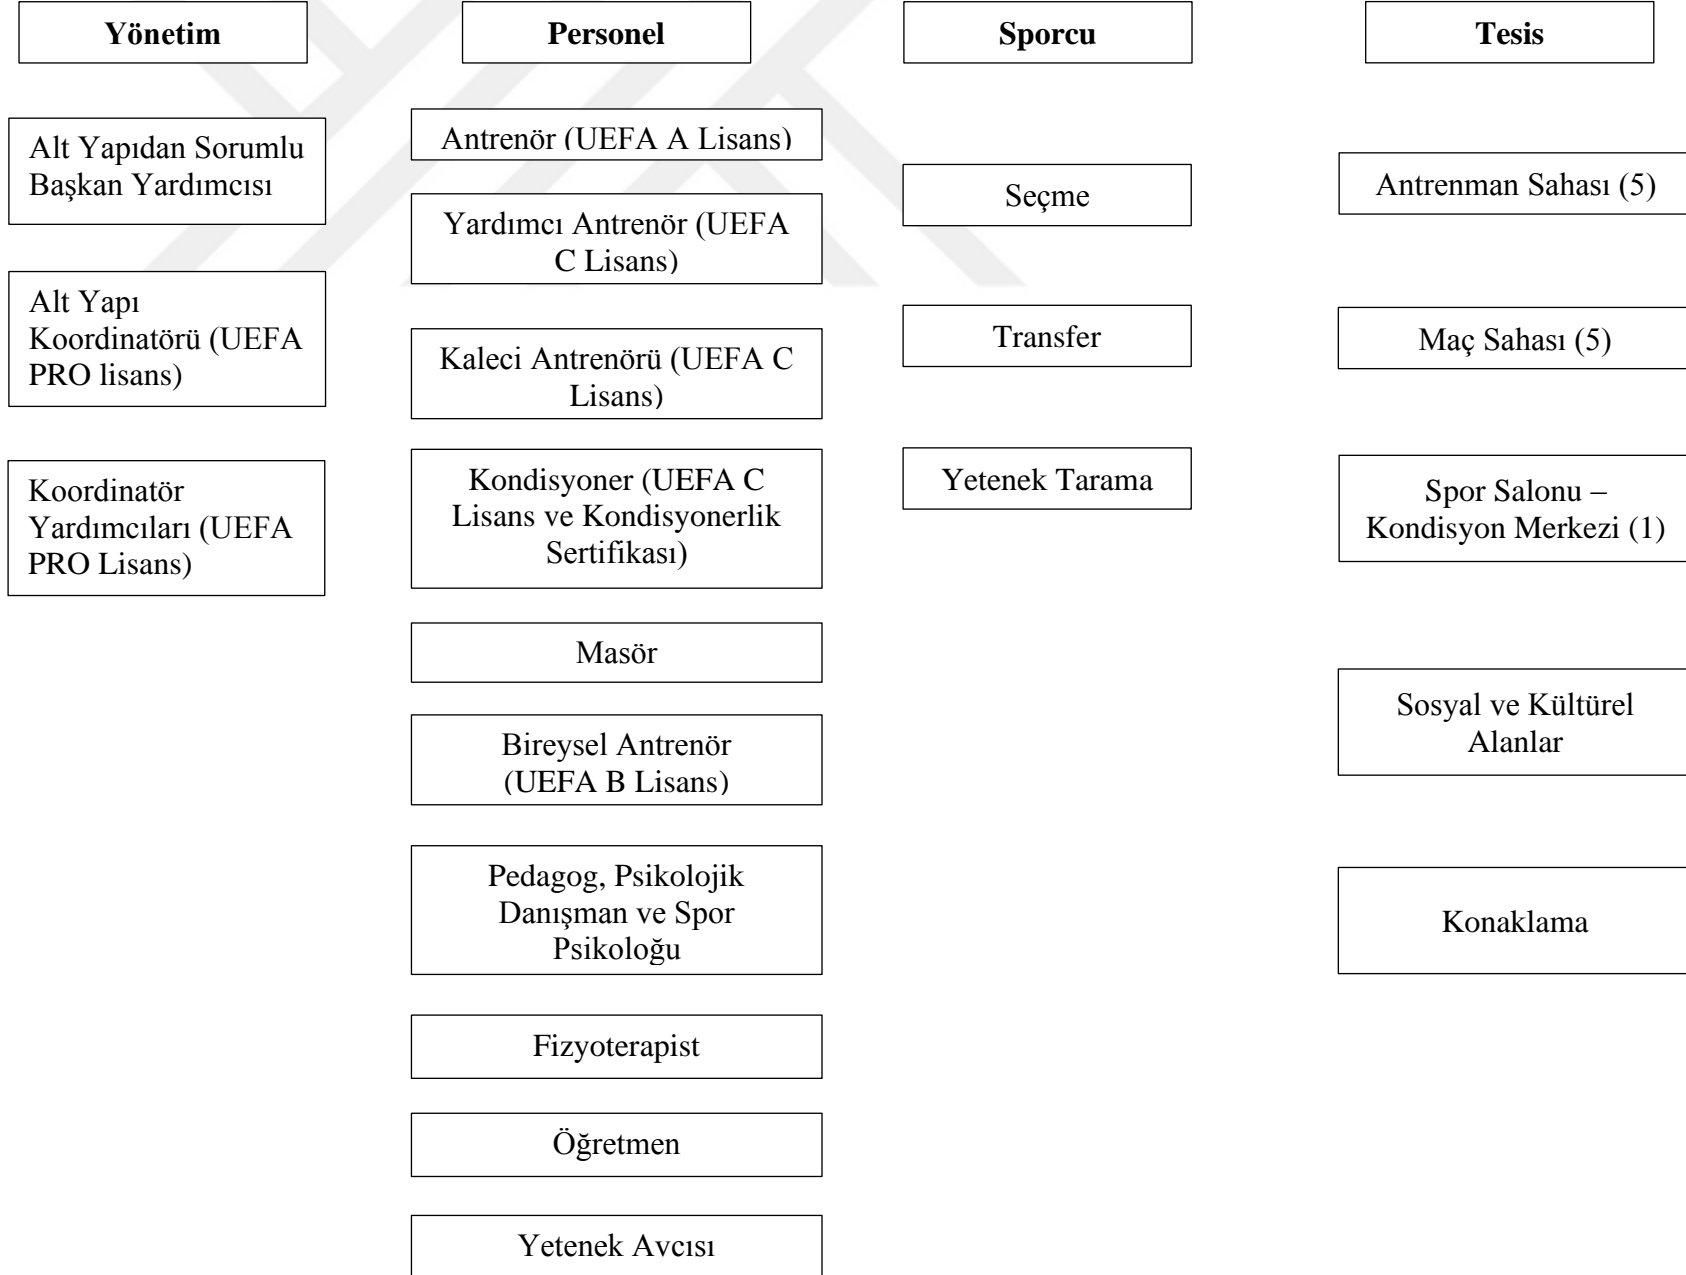 Yönetim
Alt Yapıdan Sorumlu
Başkan Yardımcısı
Alt Yapı
Koordinatörü (UEFA
PRO lisans)
Koordinatör
Yardımcıları (UEFA
PRO Lisans)
Personel
Antrenör (UEFA A Lisans)
Yardımcı Antrenör (UEFA
C Lisans)
Kaleci Antrenörü (UEFA C
Lisans)
Kondisyoner (UEFA C
Lisans ve Kondisyonerlik
Sertifikası)
Masör
Bireysel Antrenör
(UEFA B Lisans)
Pedagog, Psikolojik
Danışman ve Spor
Psikoloğu
Fizyoterapist
Öğretmen
Yetenek Avcısı
Sporcu
Seçme
Transfer
Yetenek Tarama
Tesis
Antrenman Sahası (5)
Maç Sahası (5)
Spor Salonu –
Kondisyon Merkezi (1)
Sosyal ve Kültürel
Alanlar
Konaklama